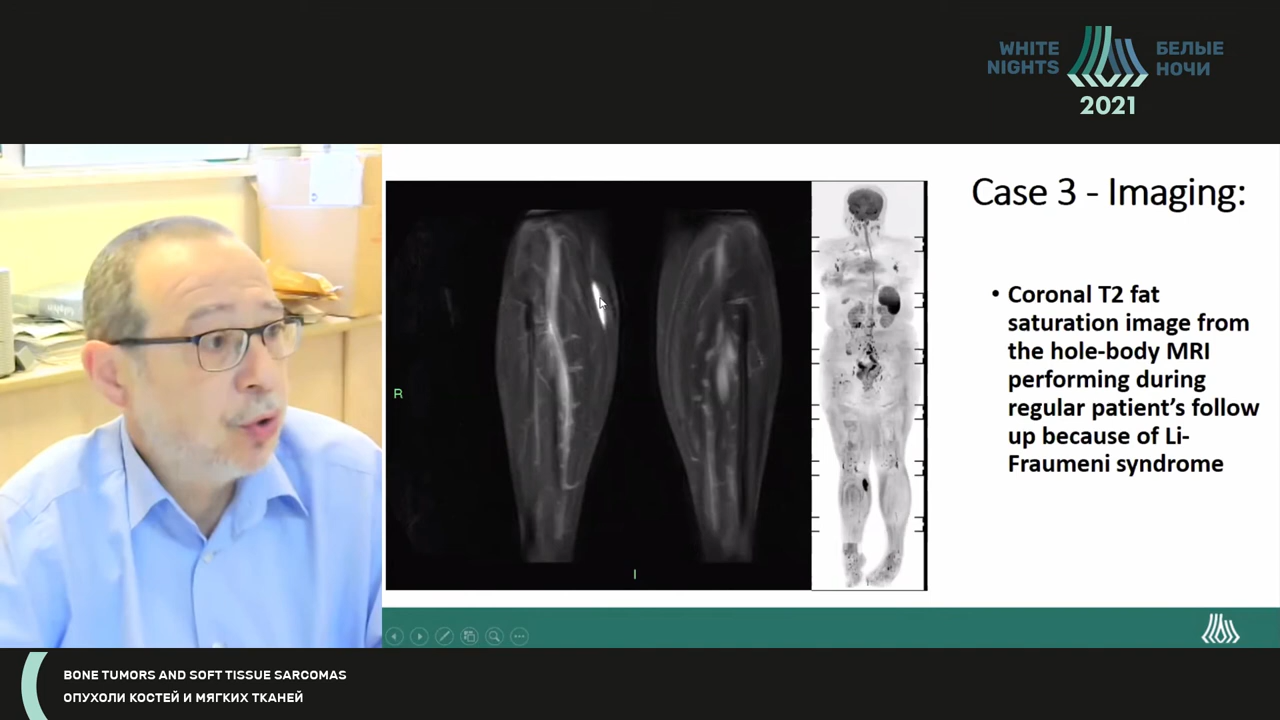 WHITE NIGHTS
БЕЛЫЕ НОЧИ
2021
Case 3 - Imaging:
• Coronal T2 fat
saturation image from
the hole-body MRI
performing during
regular patient's follow
up because of Li-
Fraumeni syndrome
R
I
BONE TUMORS AND SOFT TISSUE SARCOMAS
ОПУХОЛИ КОСТЕЙ И МЯГКИХ ТКАНЕЙ